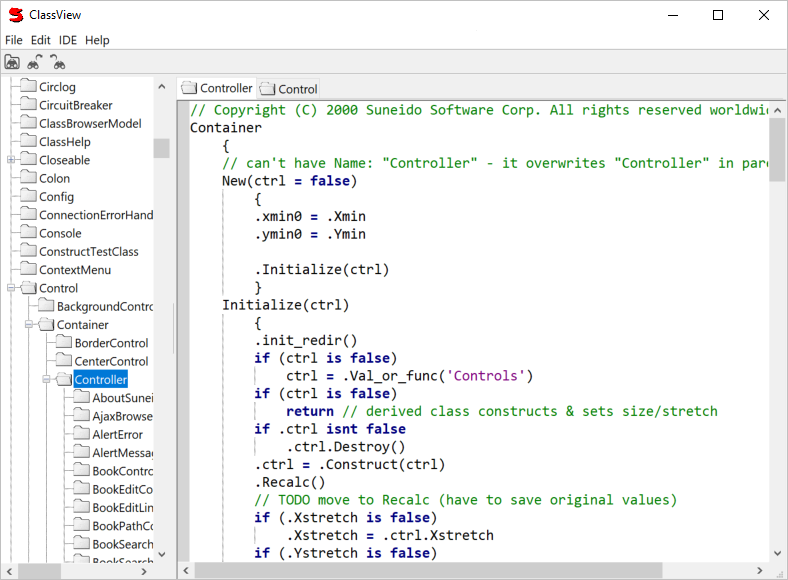 ClassView
File Edit IDE Help
Circlog
CircuitBreaker
ClassBrowserModel
ClassHelp
Closeable
Colon
Config
ConnectionErrorHand
Console
ConstructTestClass
ContextMenu
Control
BackgroundContro
Container
BorderControl
CenterControl
Controller
AboutSunei
AjaxBrowse
AlertError
AlertMessag
BookContro
BookEditCo
BookEditLin
BookPathCo
BookSearch
BookSearch
Controller Control
// Copyright (C) 2000 Suneido Software Corp. All rights reserved worldwi
Container
{
// can't have Name: "Controller" - it overwrites "Controller" in pare
New(ctrl = false)
{
.xmin0 = .Xmin
.ymin0 = .Ymin
.Initialize(ctrl)
}
Initialize(ctrl)
{
.init_redir()
if (ctrl is false)
ctrl = .Val_or_func('Controls')
if (ctrl is false)
return // derived class constructs & sets size/stretch
if .ctrl isnt false
.ctrl.Destroy()
.ctrl = .Construct(ctrl)
.Recalc()
// TODO move to Recalc (have to save original values)
if (.Xstretch is false)
.Xstretch = .ctrl.Xstretch
if (.Ystretch is false)